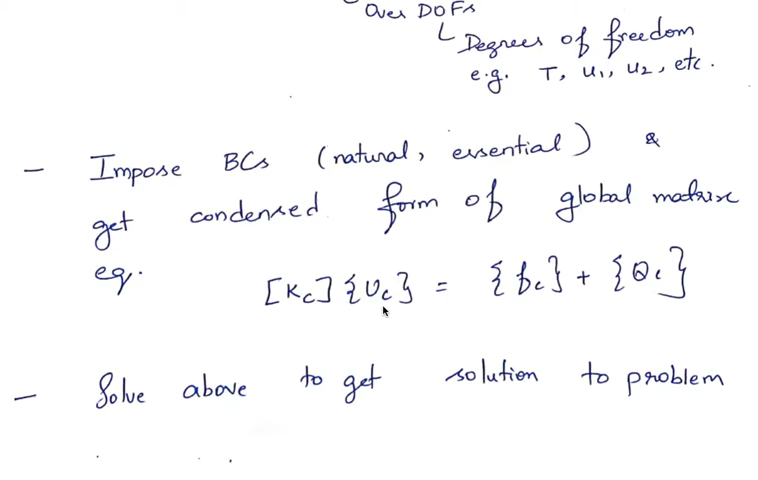 Over DOFs
Degrees of freedom
e.g. T, u₁, u₂, etc.
— Impose BCs (natural, essential) &
get condensed form of global matrix
eq.
[Kc]{Uc} = {fc} + {Qc}
— Solve above to get solution to problem